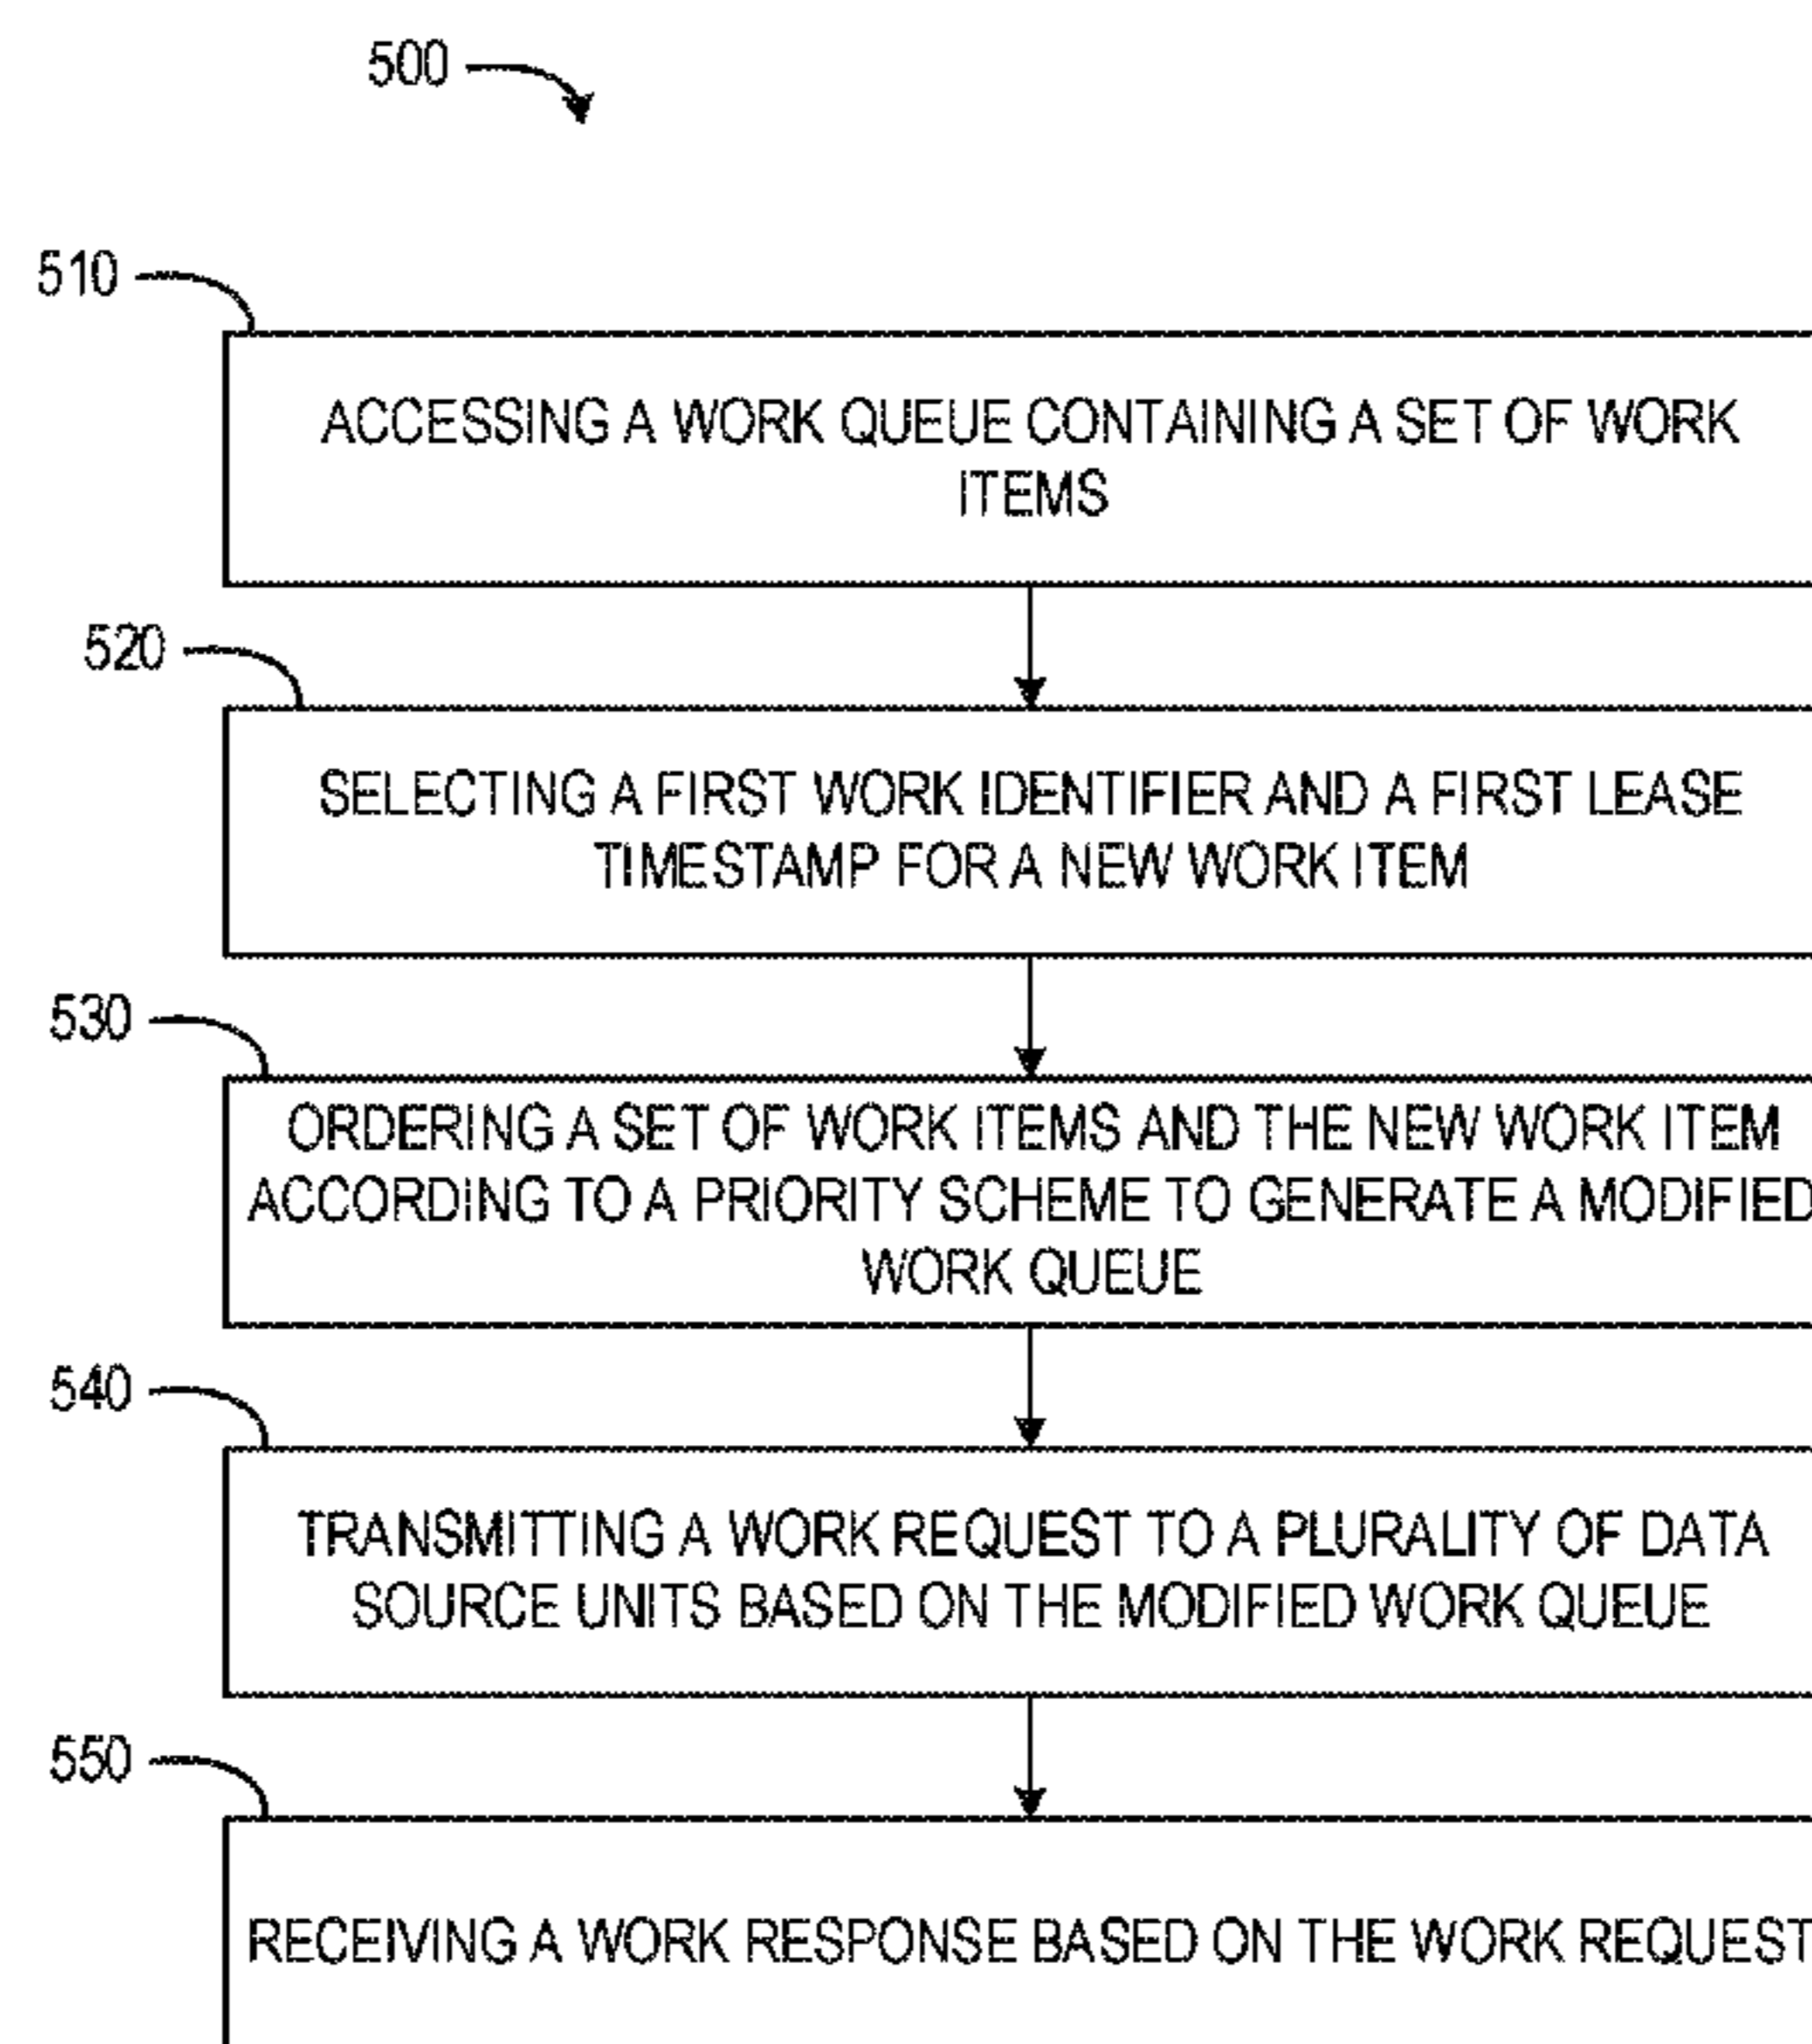 500
510
ACCESSING A WORK QUEUE CONTAINING A SET OF WORK
ITEMS
520
SELECTING A FIRST WORK IDENTIFIER AND A FIRST LEASE
TIMESTAMP FOR A NEW WORK ITEM
530
ORDERING A SET OF WORK ITEMS AND THE NEW WORK ITEM
ACCORDING TO A PRIORITY SCHEME TO GENERATE A MODIFIED
WORK QUEUE
540
TRANSMITTING A WORK REQUEST TO A PLURALITY OF DATA
SOURCE UNITS BASED ON THE MODIFIED WORK QUEUE
550
RECEIVING A WORK RESPONSE BASED ON THE WORK REQUEST